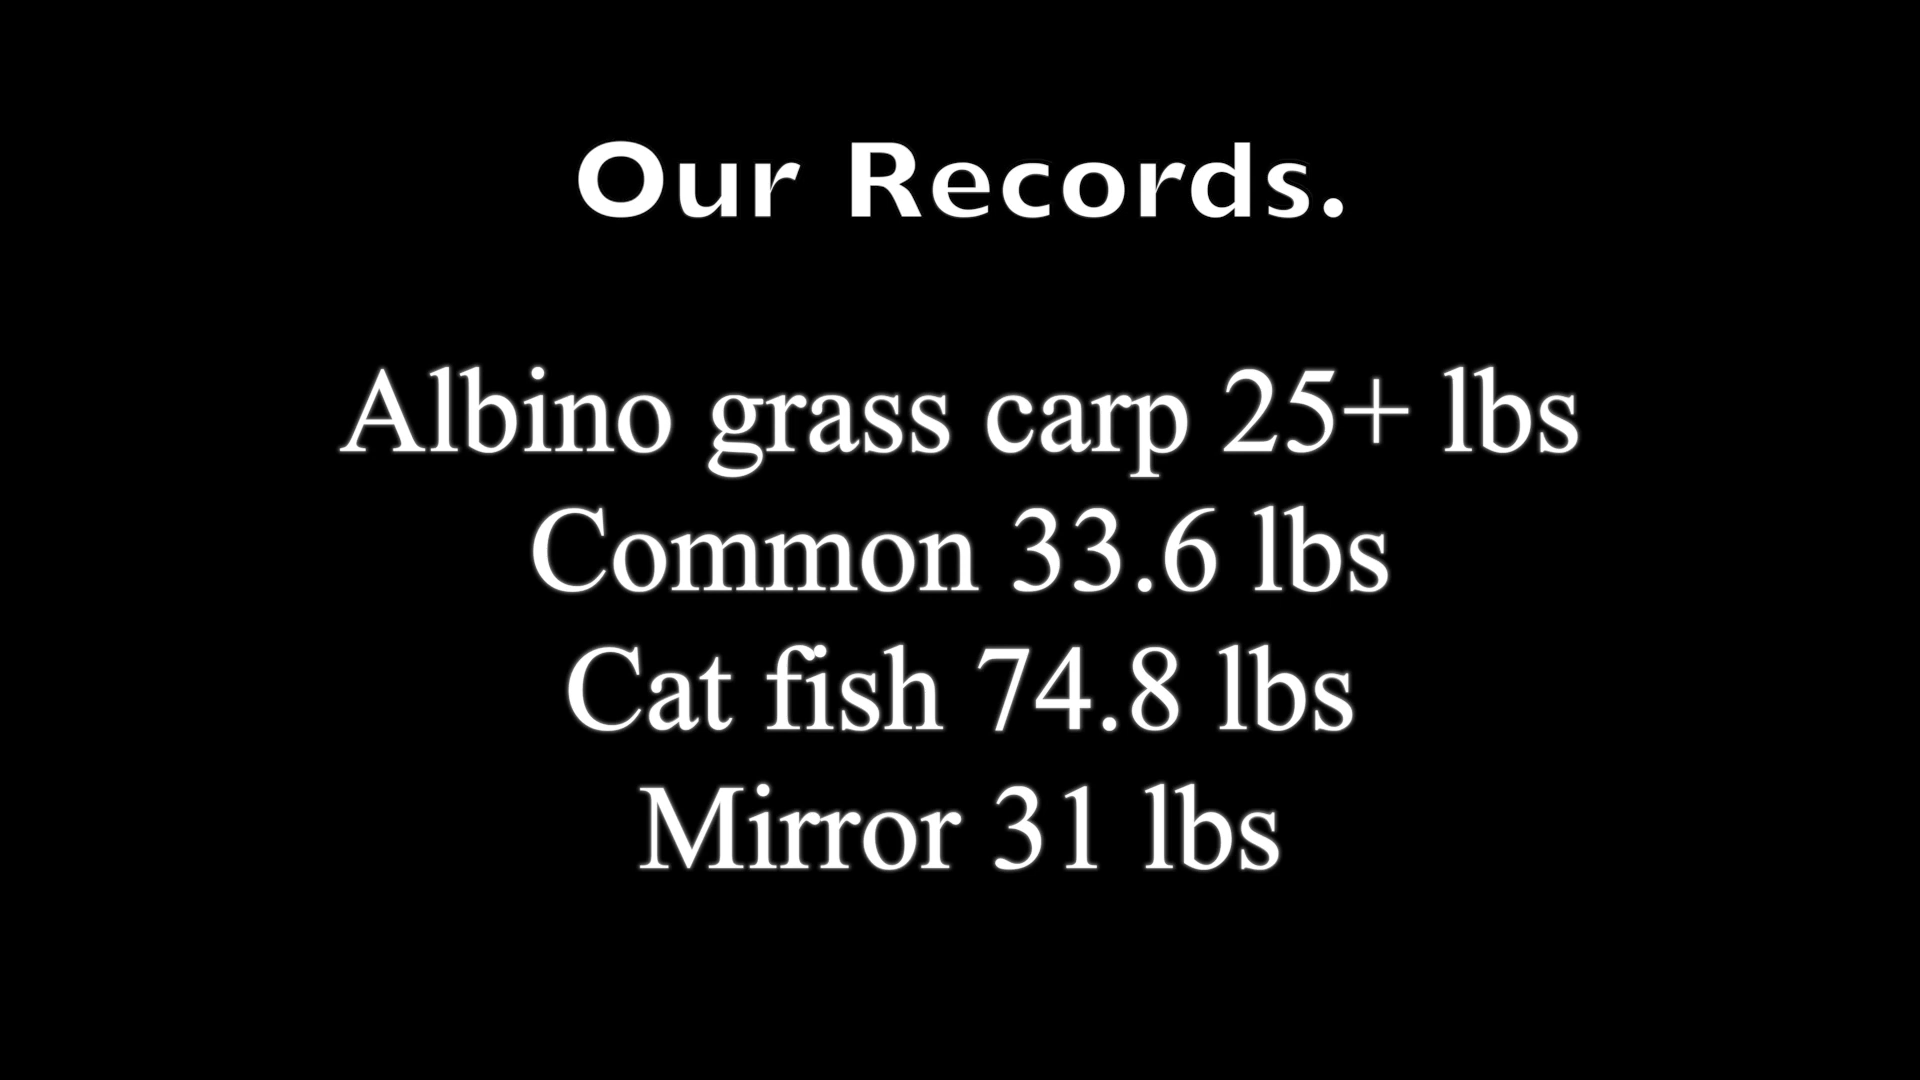 Our Records.
Albino grass carp 25+ lbs
Common 33.6 lbs
Cat fish 74.8 lbs
Mirror 31 lbs